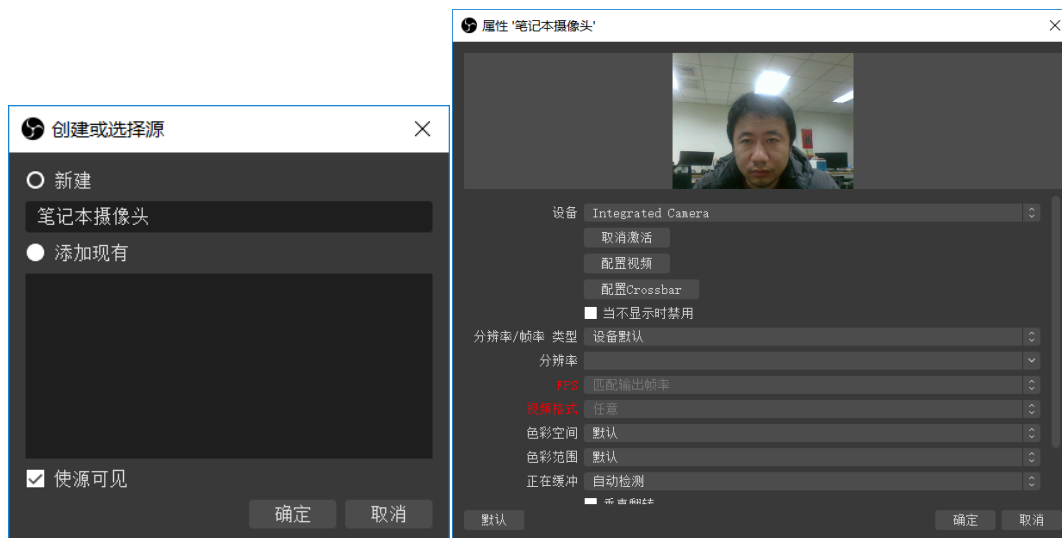 创建或选择源
新建
笔记本摄像头
添加现有
使源可见
确定 取消
属性 '笔记本摄像头'
设备 Integrated Camera
取消激活
配置视频
配置Crossbar
当不显示时禁用
分辨率/帧率 类型 设备默认
分辨率
FPS 匹配输出帧率
视频格式 任意
色彩空间 默认
色彩范围 默认
正在缓冲 自动检测
垂直翻转
默认 确定 取消